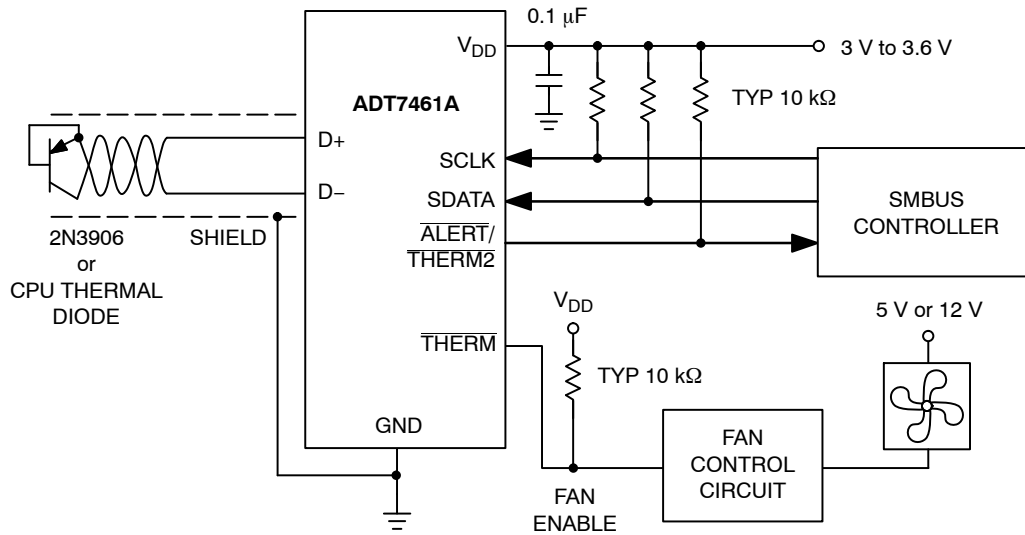 0.1 μF
V_DD
3 V to 3.6 V
ADT7461A
TYP 10 kΩ
D+
SCLK
D−
SDATA
SMBUS
CONTROLLER
2N3906
or
CPU THERMAL
DIODE
SHIELD
ALERT/
THERM2
V_DD
5 V or 12 V
THERM
TYP 10 kΩ
GND
FAN
CONTROL
CIRCUIT
FAN
ENABLE